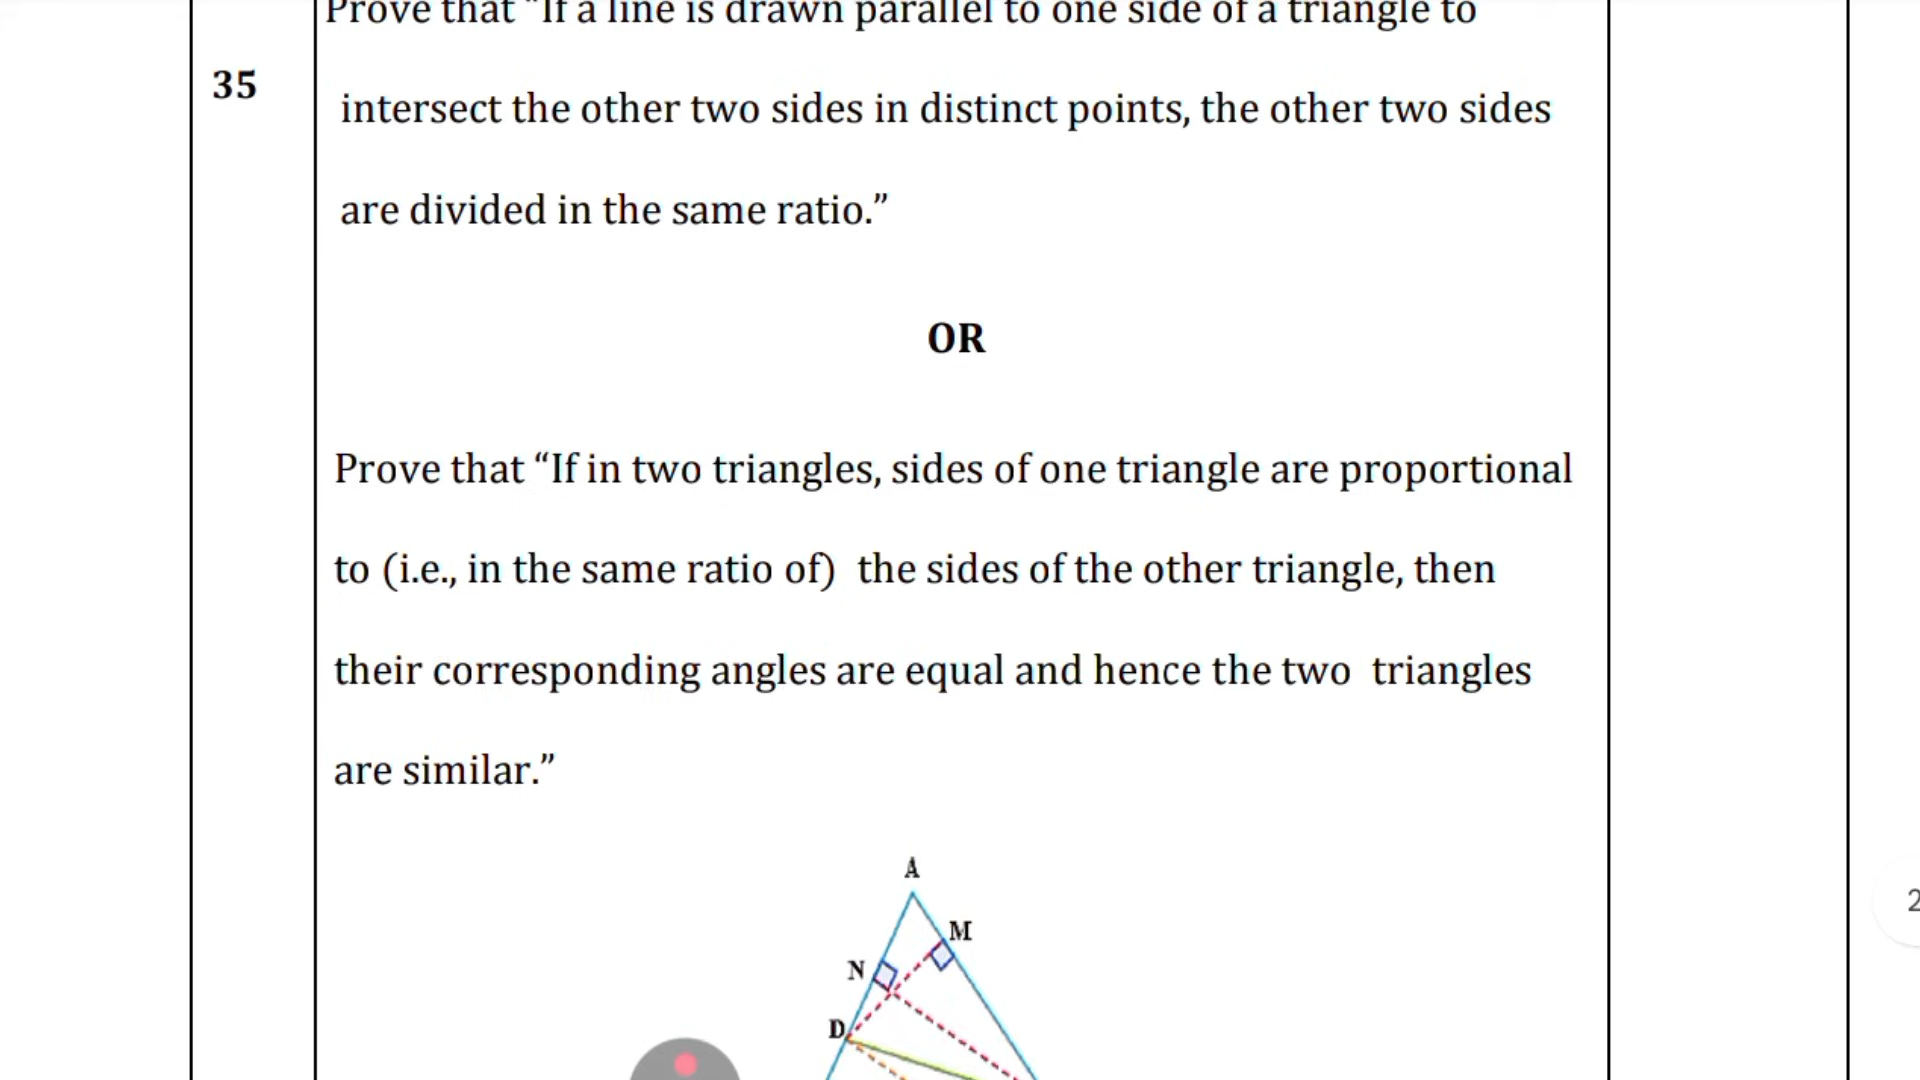 Prove that “If a line is drawn parallel to one side of a triangle to
35
intersect the other two sides in distinct points, the other two sides
are divided in the same ratio.”
OR
Prove that “If in two triangles, sides of one triangle are proportional
to (i.e., in the same ratio of) the sides of the other triangle, then
their corresponding angles are equal and hence the two triangles
are similar.”
A
M
N
D
2